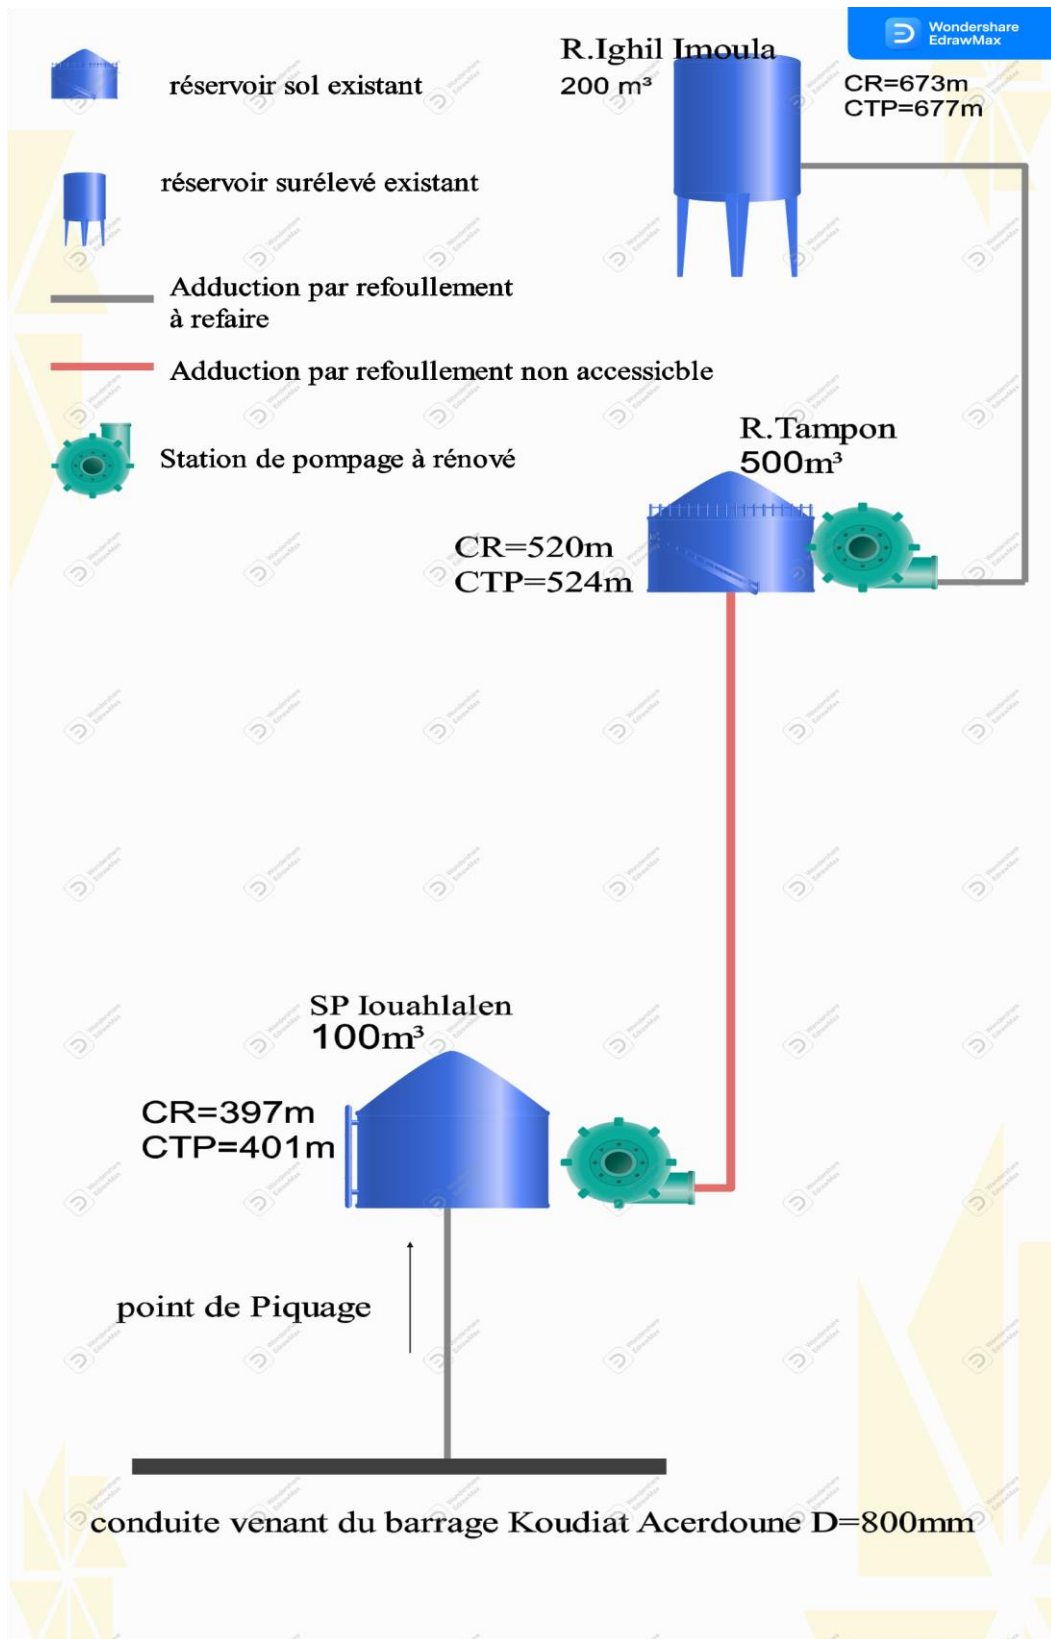 Wondershare
EdrawMax
R.Ighil Imoula
200 m³
CR=673m
CTP=677m
réservoir sol existant
réservoir surélevé existant
Adduction par refoullement
à refaire
Adduction par refoullement non accessicble
Station de pompage à rénové
R.Tampon
500m³
CR=520m
CTP=524m
SP Iouahlalen
100m³
CR=397m
CTP=401m
point de Piquage
conduite venant du barrage Koudiat Acerdoune D=800mm